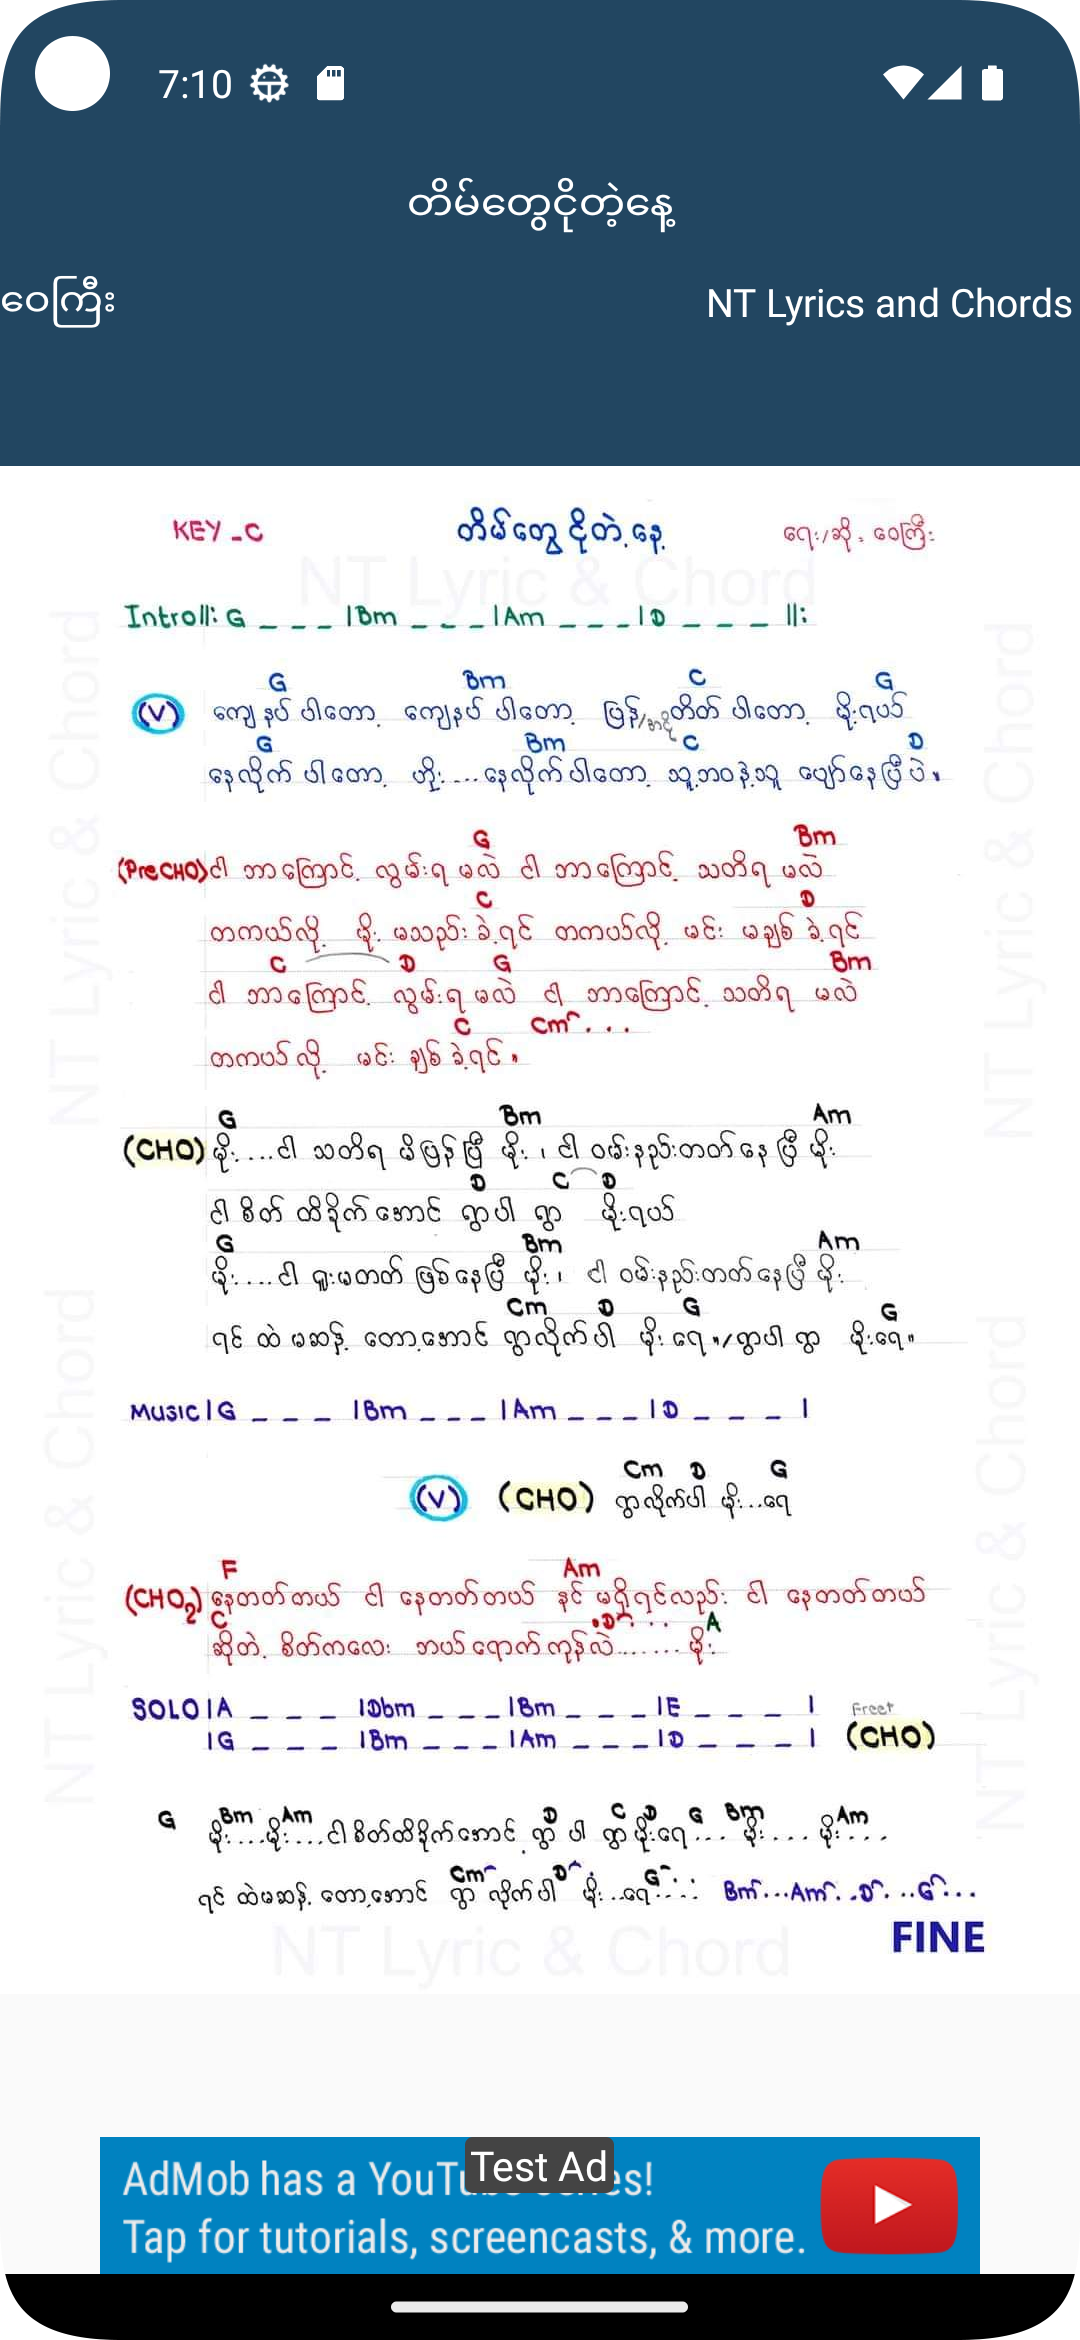 7:10
တိမ်တွေငိုတဲ့နေ့
ဝေကြီး
NT Lyrics and Chords
KEY - C
တိမ်တွေ ငိုတဲ့နေ့
ရေး/ဆို : ဝေကြီး
NT Lyric & Chord
Intro ||: G _ _ _ | Bm _ _ _ | Am _ _ _ | D _ _ _ ||:
G Bm C G
(V) ကျေနပ်ပါတော့ ကျေနပ်ပါတော့ ပြန်/အငိုတိတ်ပါတော့ မိုးရယ်
G Bm C D
နေလိုက်ပါတော့ ဟိုး....နေလိုက်ပါတော့ သူ့ဘဝနဲ့သူ ပျော်နေပြီပဲ။
G Bm
(PreCHO) ငါ ဘာကြောင့် လွမ်းရ မလဲ ငါ ဘာကြောင့် သတိရ မလဲ
C D
တကယ်လို့ မိုး မသည်းခဲ့ရင် တကယ်လို့ မင်း မချစ်ခဲ့ရင်
C D G Bm
ငါ ဘာကြောင့် လွမ်းရ မလဲ ငါ ဘာကြောင့် သတိရ မလဲ
C Cm ...
တကယ်လို့ မင်း ချစ်ခဲ့ရင် ။
G Bm Am
(CHO) မိုး....ငါ သတိရ မိပြန်ပြီ မိုး ၊ ငါ ဝမ်းနည်းတတ်နေပြီ မိုး
D C D
ငါ စိတ် ထိခိုက်အောင် ရွာပါ ရွာ မိုးရယ်
G Bm Am
မိုး....ငါ ရူးမတတ် ဖြစ်နေပြီ မိုး ၊ ငါ ဝမ်းနည်းတတ်နေပြီ မိုး
Cm D G G
ရင် ထဲ မဆန့် တော့အောင် ရွာလိုက်ပါ မိုး ရေ ။/ရွာပါ ရွာ မိုးရေ။
MUSIC | G _ _ _ | Bm _ _ _ | Am _ _ _ | D _ _ _ |
Cm D G
(V) (CHO) ရွာလိုက်ပါ မိုး...ရေ
F Am
(CHO2) နေတတ်တယ် ငါ နေတတ်တယ် နင် မရှိရင်လည်း ငါ နေတတ်တယ်
C D ... A
ဆိုတဲ့ စိတ်ကလေး ဘယ်ရောက်ကုန်လဲ....... မိုး
SOLO | A _ _ _ | Dbm _ _ _ | Bm _ _ _ | E _ _ _ |
| G _ _ _ | Bm _ _ _ | Am _ _ _ | D _ _ _ | (CHO)
G Bm Am D C D G Bm Am
မိုး....မိုး....ငါစိတ်ထိခိုက်အောင် ရွာ ပါ ရွာ မိုးရေ... မိုး.... မိုး...
Cm D G
ရင် ထဲမဆန့် တော့အောင် ရွာ လိုက်ပါ မိုး...ရေ.... Bm...Am...D...G...
FINE
NT Lyric & Chord
NT Lyric & Chord
NT Lyric & Chord
NT Lyric & Chord
NT Lyric & Chord
Test Ad
Tap for tutorials, screencasts, & more.